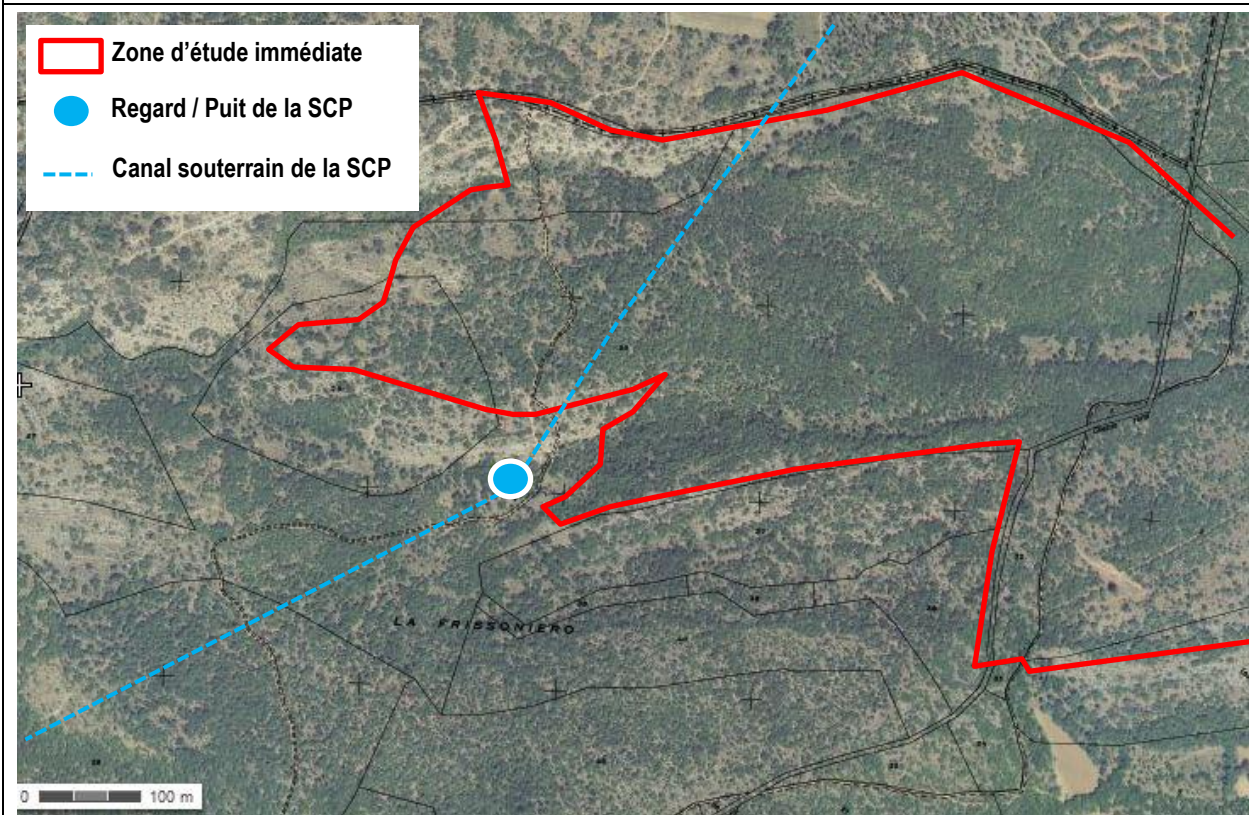 Zone d'étude immédiate
Regard / Puit de la SCP
Canal souterrain de la SCP
LA FRISSONIERO
0 100 m